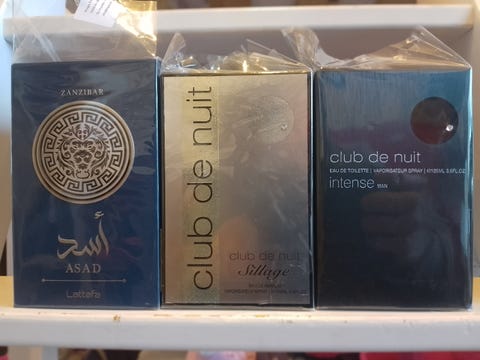 ZANZIBAR
أسد
ASAD
Lattafa
club de nuit
club de nuit
Sillage
club de nuit
EAU DE TOILETTE | VAPORISATEUR SPRAY |
intense MAN